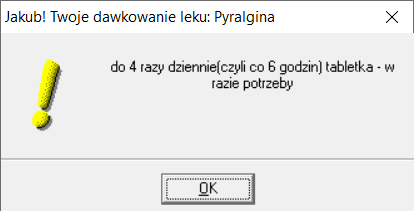 Jakub! Twoje dawkowanie leku: Pyralgina
do 4 razy dziennie(czyli co 6 godzin) tabletka - w
razie potrzeby
OK